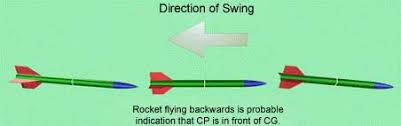 Direction of Swing
Rocket flying backwards is probable
indication that CP is in front of CG.